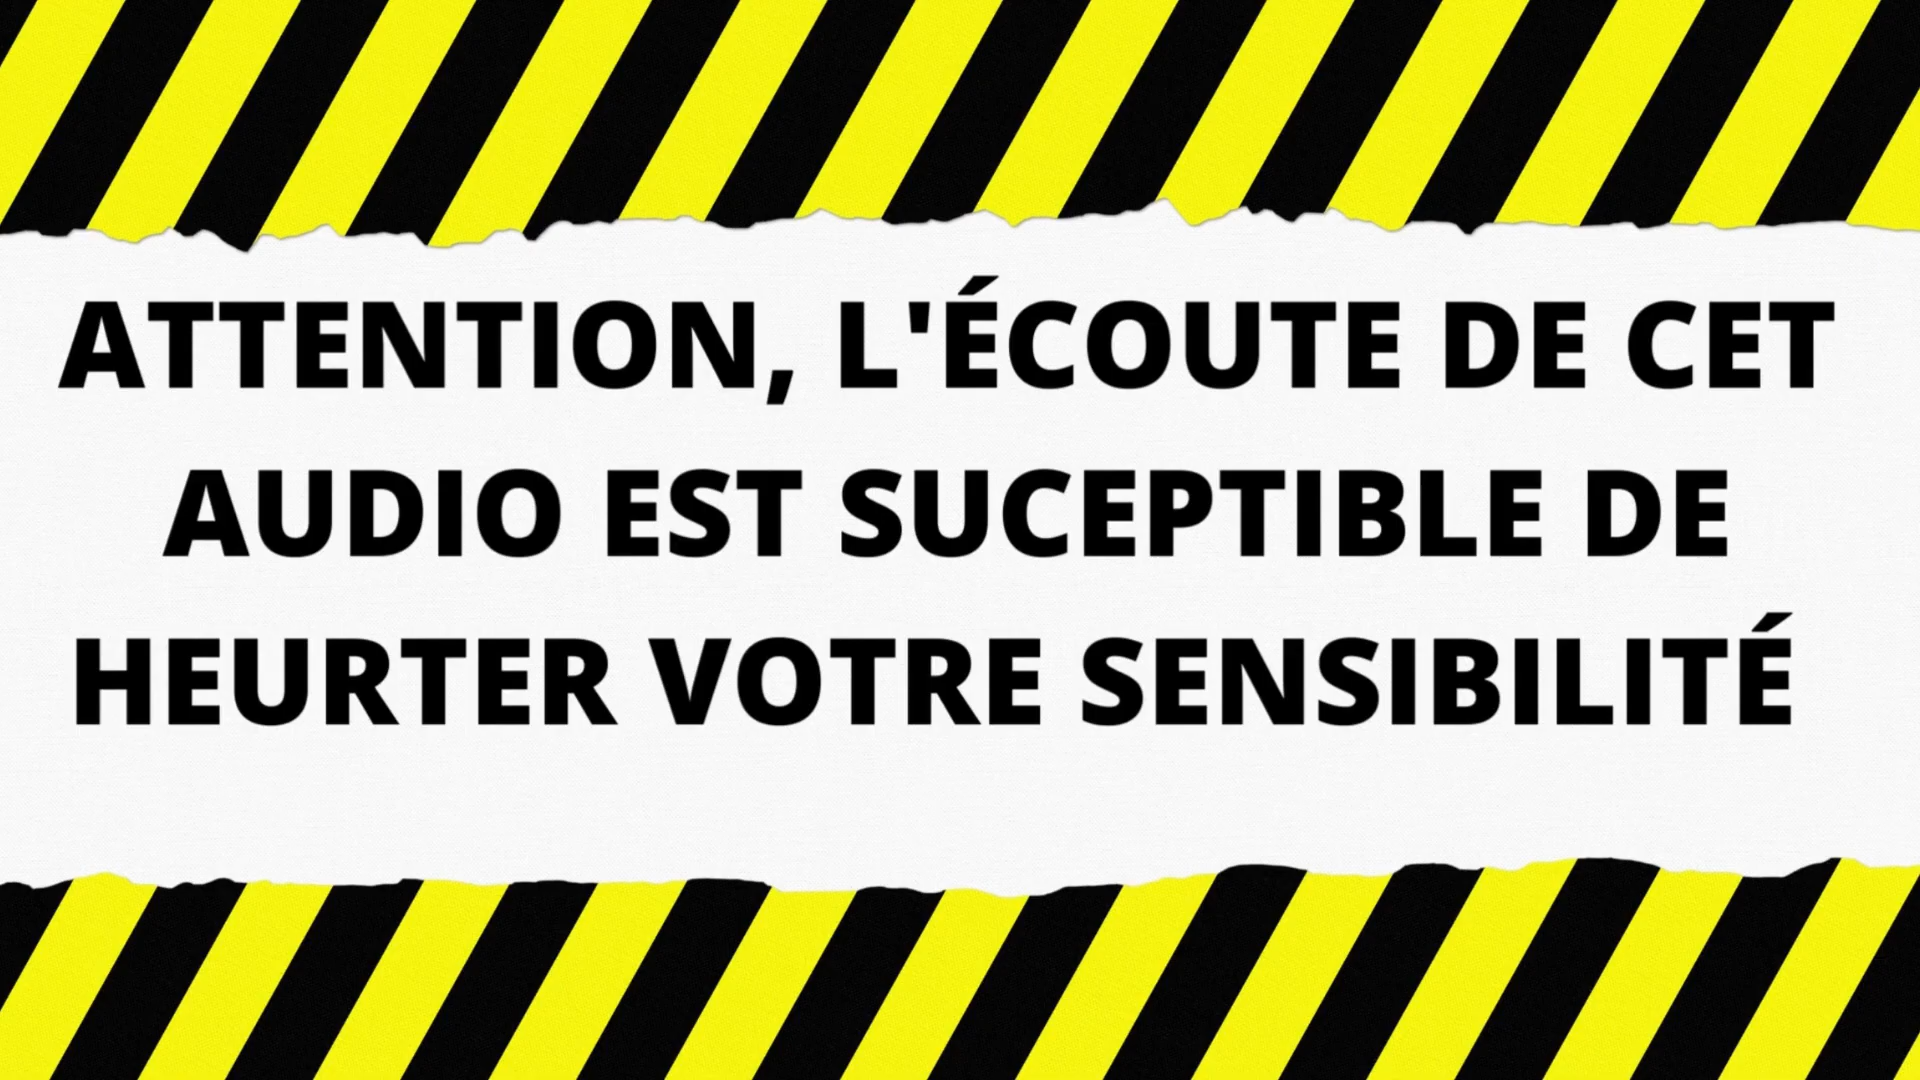 ATTENTION, L'ÉCOUTE DE CET
AUDIO EST SUCEPTIBLE DE
HEURTER VOTRE SENSIBILITÉ